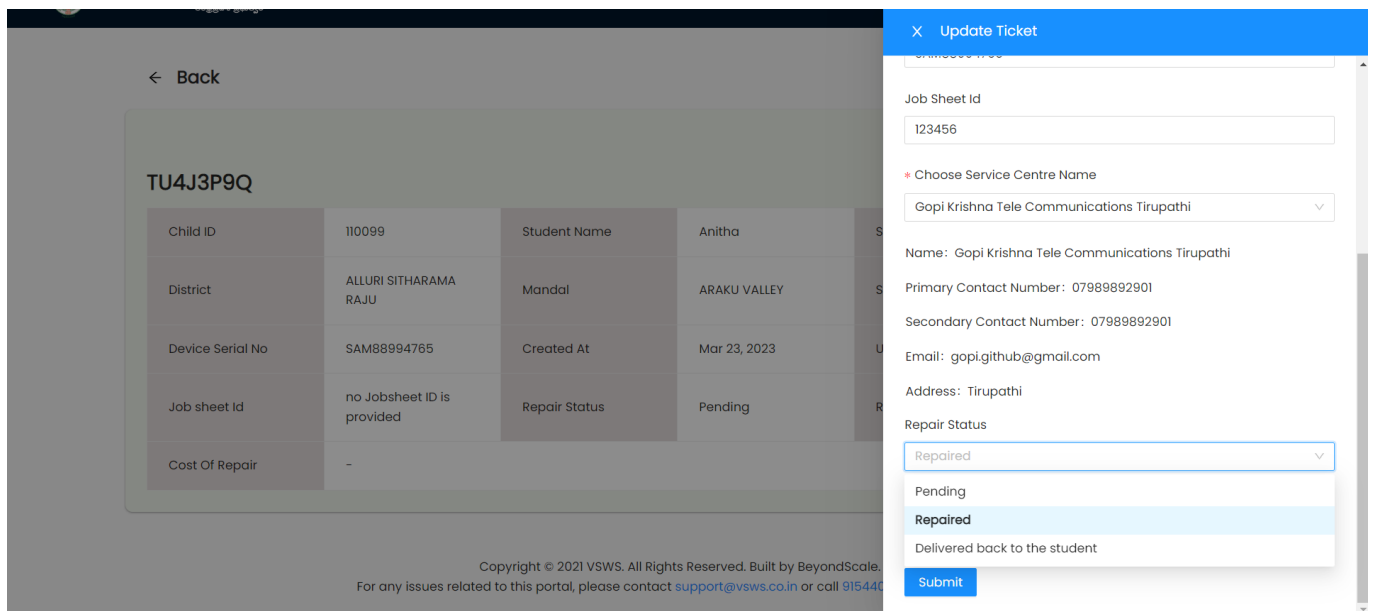 Update Ticket
Back
Job Sheet Id
123456
TU4J3P9Q
* Choose Service Centre Name
Gopi Krishna Tele Communications Tirupathi
Child ID 110099 Student Name Anitha S
Name: Gopi Krishna Tele Communications Tirupathi
District ALLURI SITHARAMA RAJU Mandal ARAKU VALLEY S
Primary Contact Number: 07989892901
Secondary Contact Number: 07989892901
Device Serial No SAM88994765 Created At Mar 23, 2023 U
Email: gopi.github@gmail.com
Address: Tirupathi
Job sheet Id no Jobsheet ID is provided Repair Status Pending R
Repair Status
Repaired
Cost Of Repair -
Pending
Repaired
Delivered back to the student
Submit
Copyright © 2021 VSWS. All Rights Reserved. Built by BeyondScale.
For any issues related to this portal, please contact support@vsws.co.in or call 915440